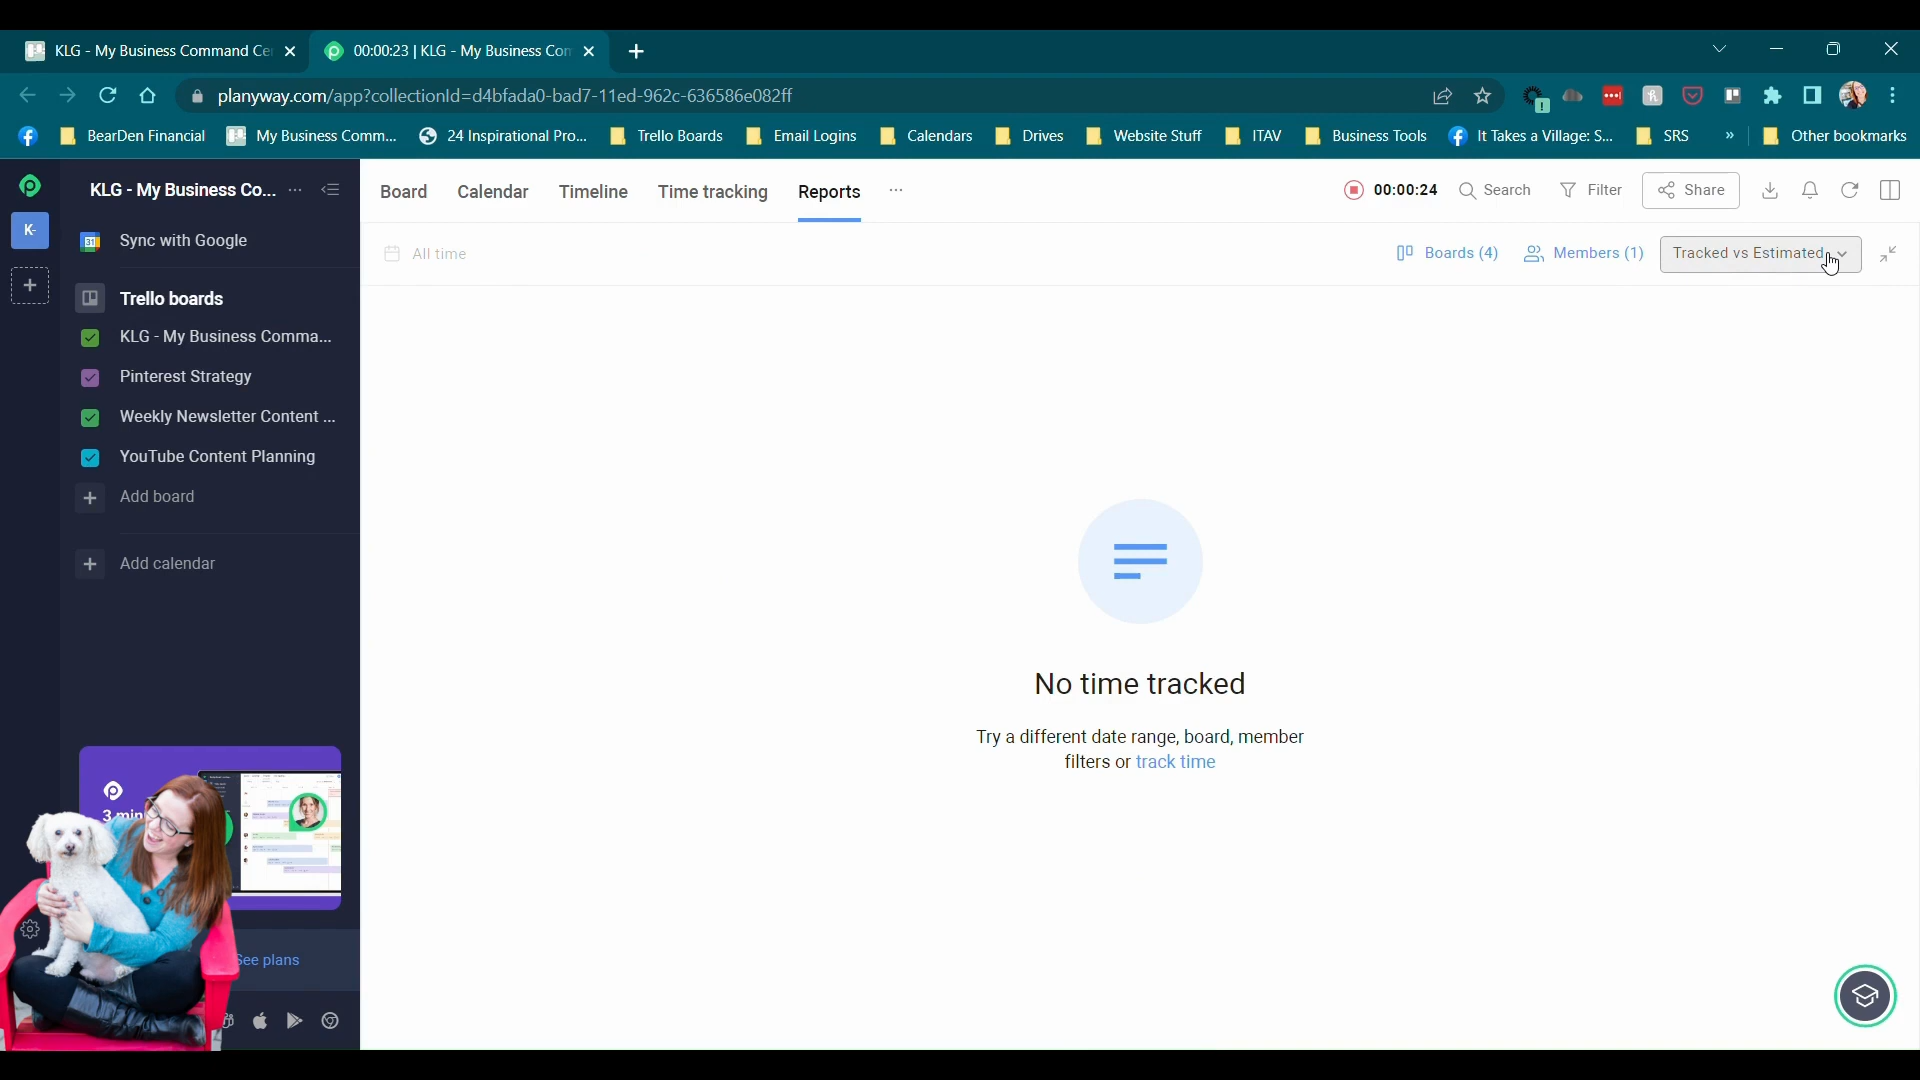 KLG - My Business Command Ce
00:00:23 | KLG - My Business Com
planyway.com/app?collectionId=d4bfada0-bad7-11ed-962c-636586e082ff
BearDen Financial
My Business Comm...
24 Inspirational Pro...
Trello Boards
Email Logins
Calendars
Drives
Website Stuff
ITAV
Business Tools
It Takes a Village: S...
SRS
»
Other bookmarks
KLG - My Business Co...
Board
Calendar
Timeline
Time tracking
Reports
00:00:24
Search
Filter
Share
K-
31
Sync with Google
All time
Boards (4)
Members (1)
Tracked vs Estimated
Trello boards
KLG - My Business Comma...
Pinterest Strategy
Weekly Newsletter Content ...
YouTube Content Planning
Add board
Add calendar
No time tracked
Try a different date range, board, member
filters or track time
3 min
See plans